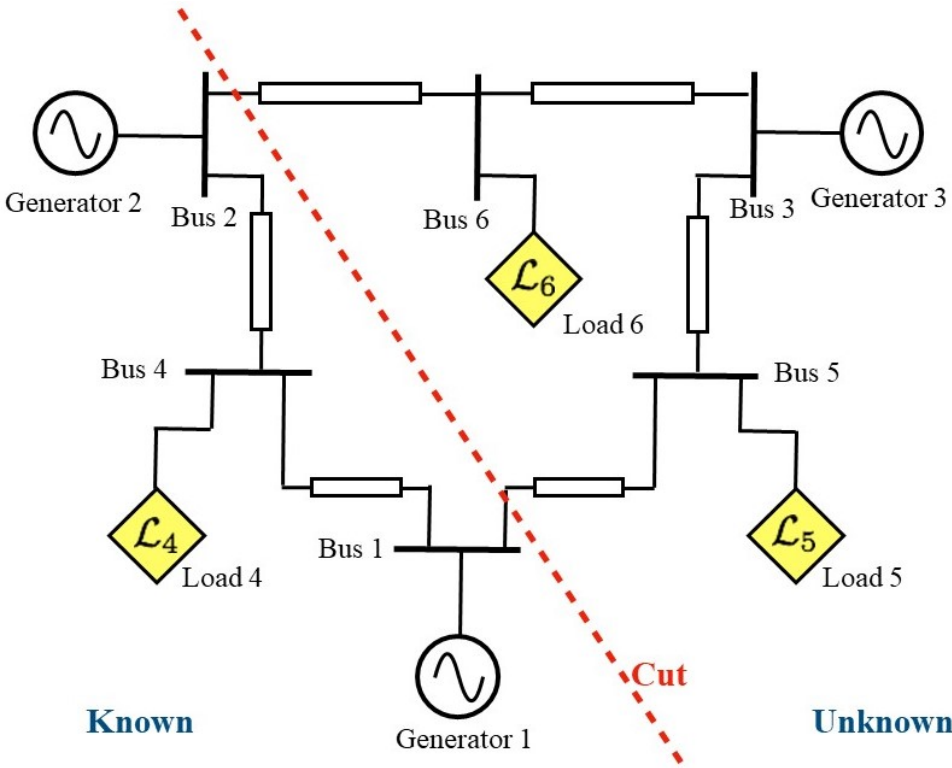 Generator 2
Bus 2
Bus 6
Bus 3
Generator 3
ℒ6
Load 6
Bus 4
Bus 5
ℒ4
Load 4
Bus 1
ℒ5
Load 5
Cut
Known
Generator 1
Unknown